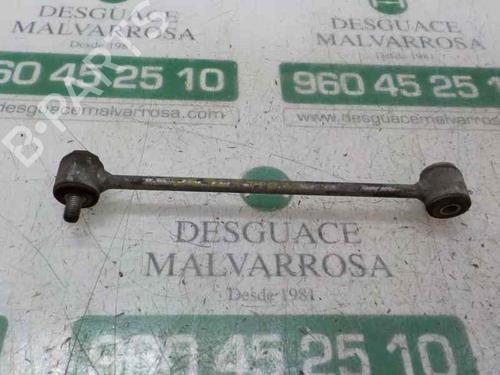 DESGUACE
MALVARROSA
Desde 1981
960 45 25 10
desguacemalvarrosa.com
DESGUACE
MALVARROSA
Desde 1981
960 45 25 10
www.desguacemalvarrosa.
B-PARTS
DESGUACE
MALVARROSA
Desde 1981
960 45 25 10